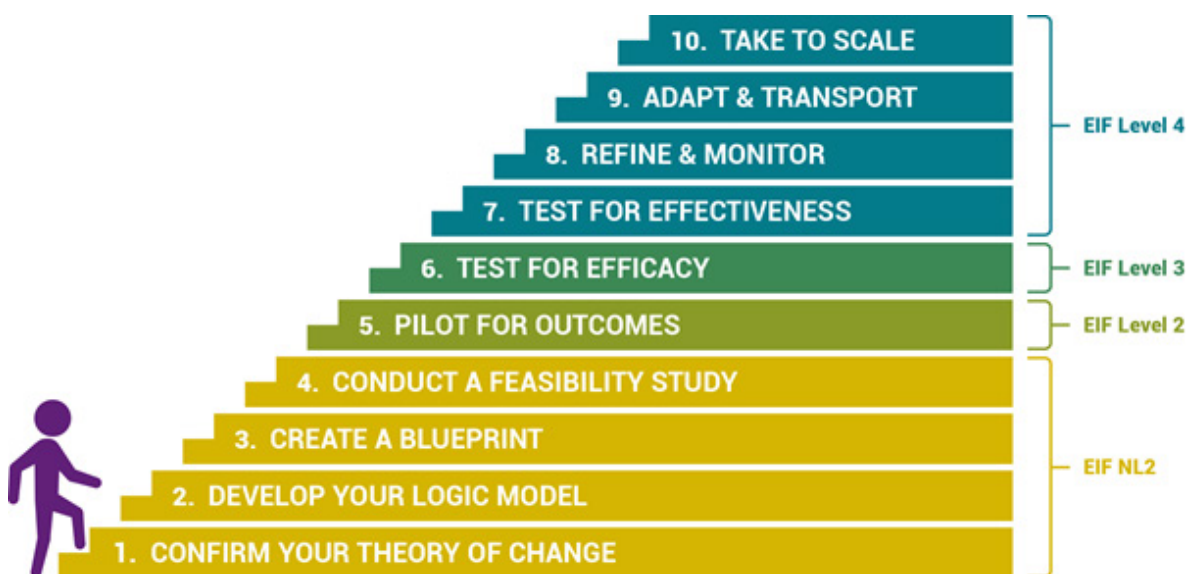 10. TAKE TO SCALE
9. ADAPT & TRANSPORT
EIF Level 4
8. REFINE & MONITOR
7. TEST FOR EFFECTIVENESS
6. TEST FOR EFFICACY
EIF Level 3
5. PILOT FOR OUTCOMES
EIF Level 2
4. CONDUCT A FEASIBILITY STUDY
3. CREATE A BLUEPRINT
EIF NL2
2. DEVELOP YOUR LOGIC MODEL
1. CONFIRM YOUR THEORY OF CHANGE